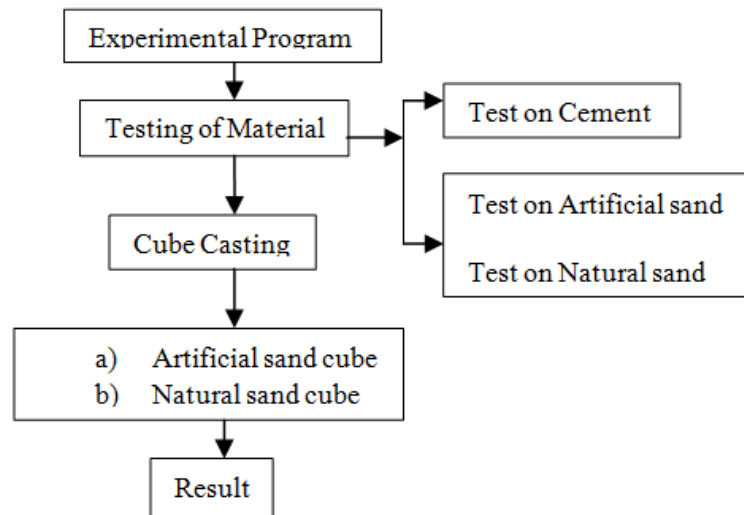 Experimental Program
Testing of Material
Test on Cement
Test on Artificial sand
Test on Natural sand
Cube Casting
a) Artificial sand cube
b) Natural sand cube
Result